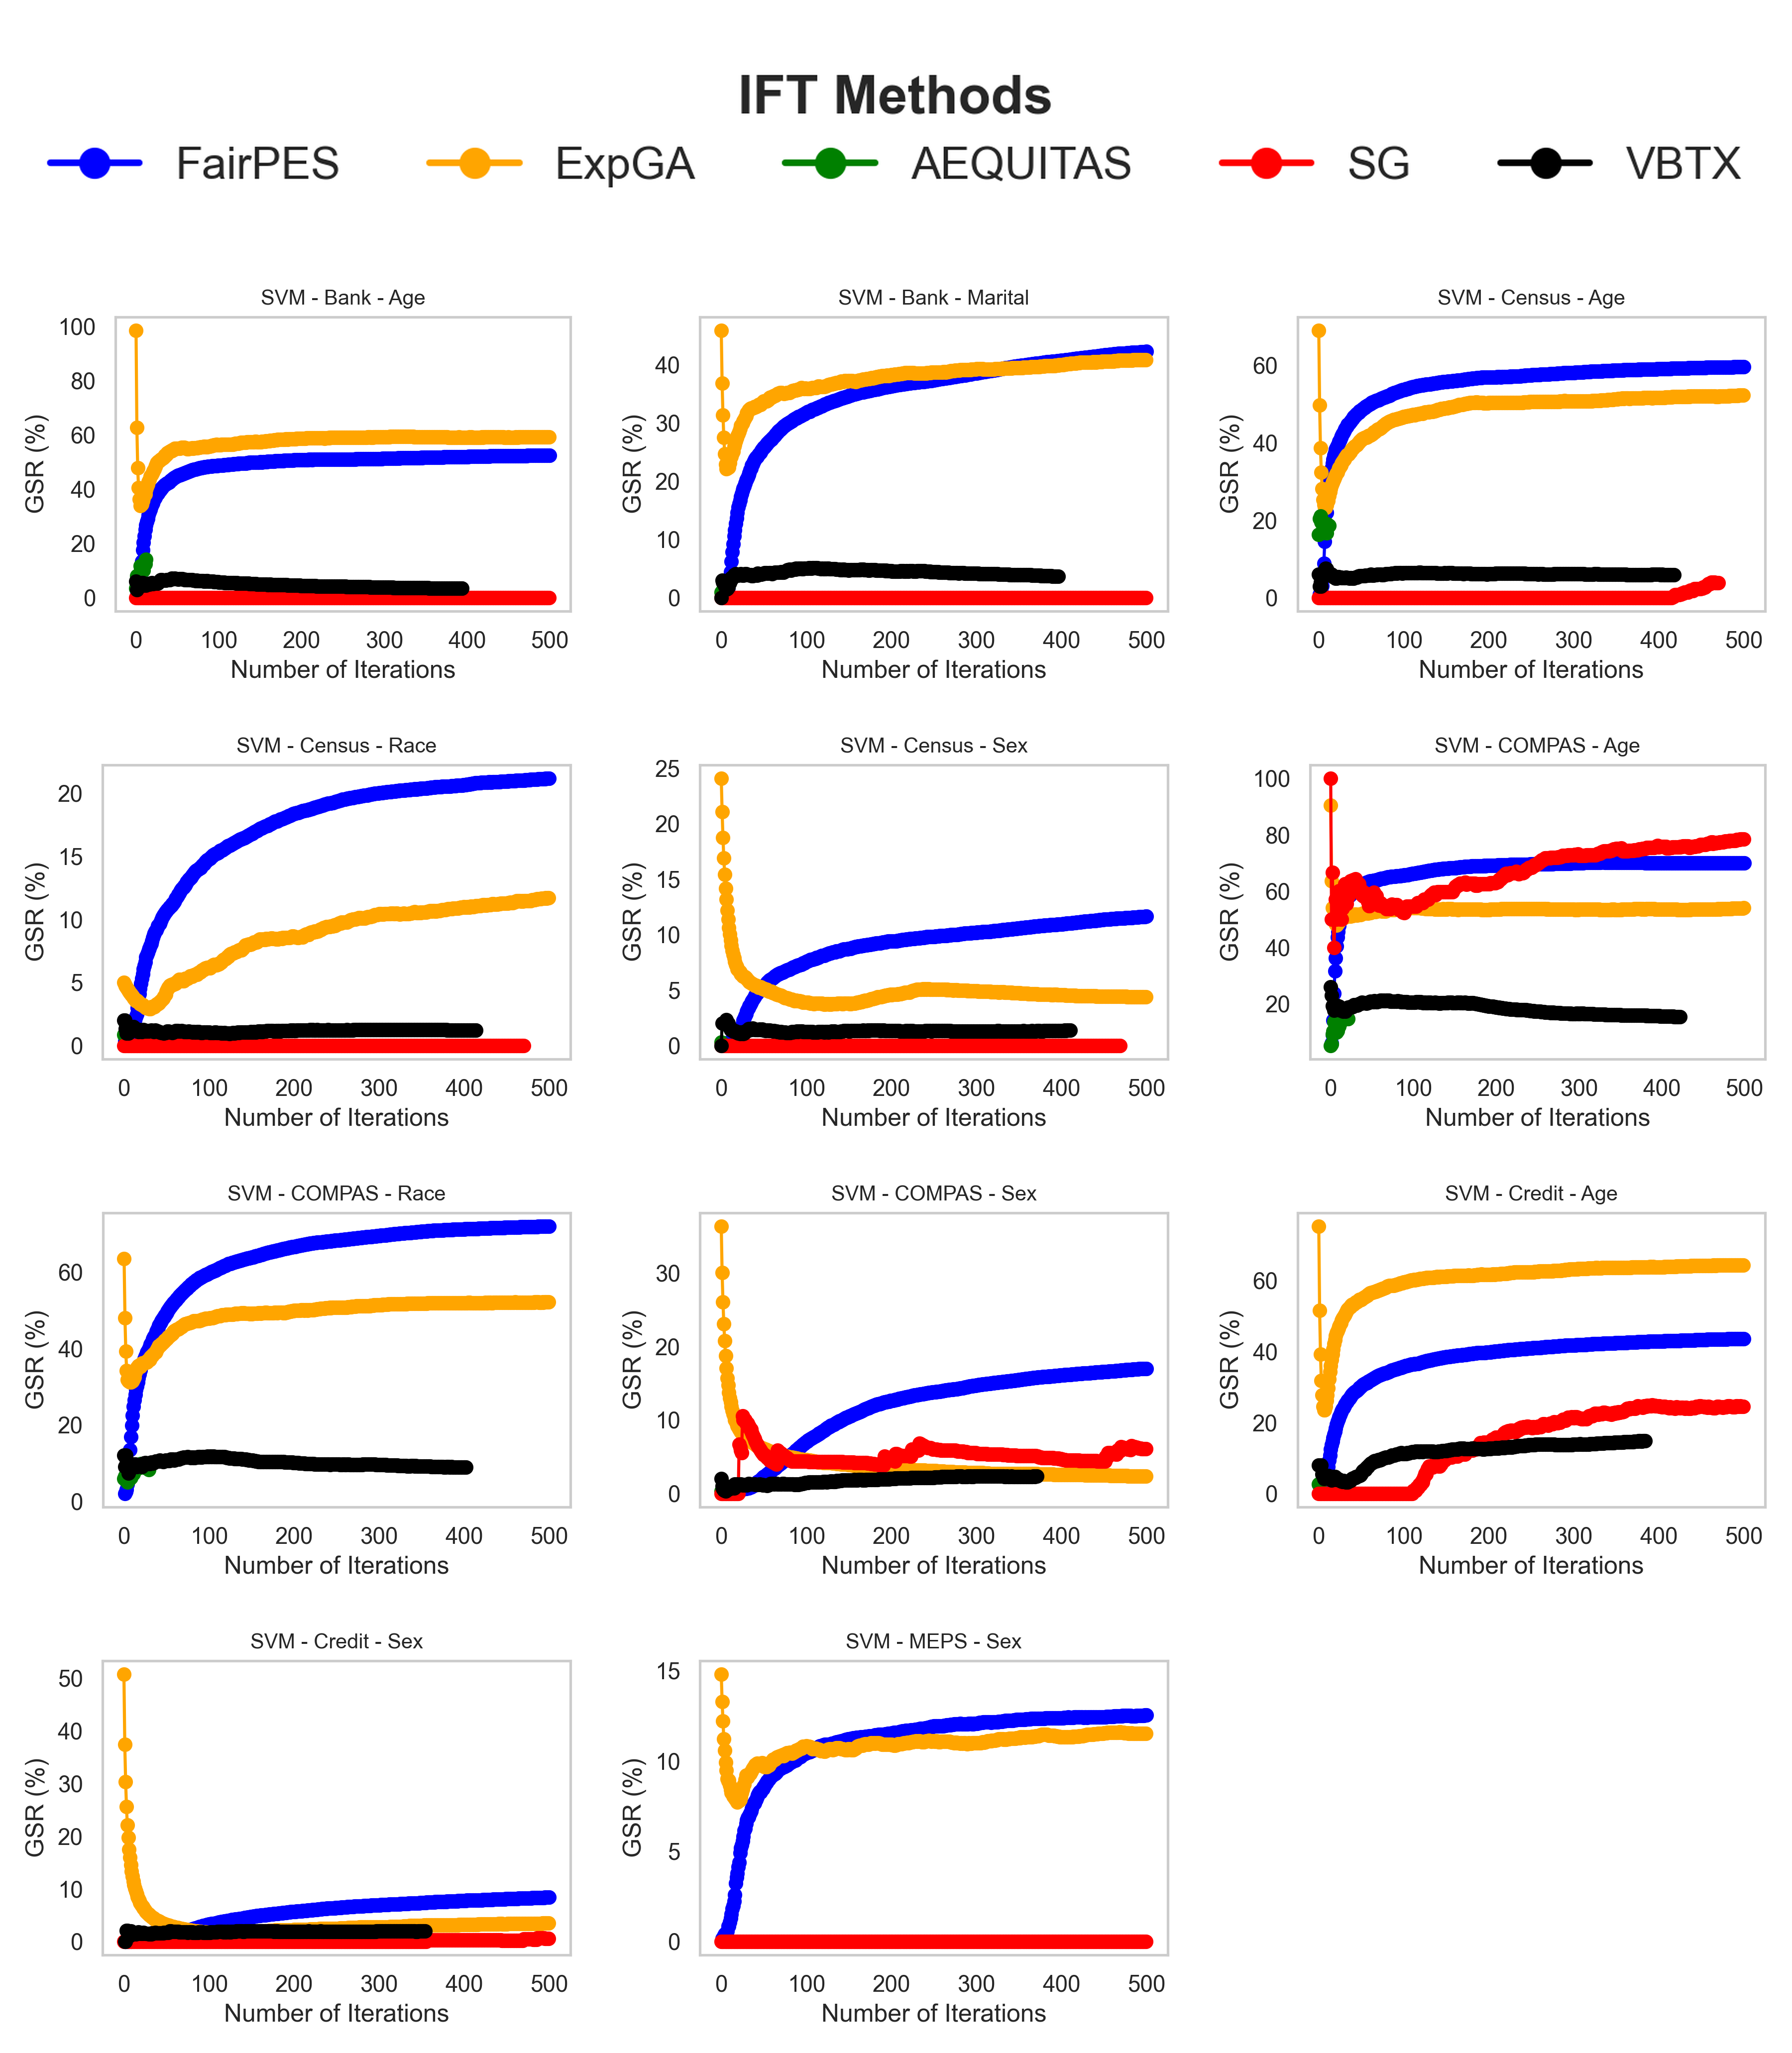 IFT Methods
FairPES ExpGA AEQUITAS SG VBTX
SVM - Bank - Age
GSR (%)
100
80
60
40
20
0
0 100 200 300 400 500
Number of Iterations
SVM - Bank - Marital
GSR (%)
40
30
20
10
0
0 100 200 300 400 500
Number of Iterations
SVM - Census - Age
GSR (%)
60
40
20
0
0 100 200 300 400 500
Number of Iterations
SVM - Census - Race
GSR (%)
20
15
10
5
0
0 100 200 300 400 500
Number of Iterations
SVM - Census - Sex
GSR (%)
25
20
15
10
5
0
0 100 200 300 400 500
Number of Iterations
SVM - COMPAS - Age
GSR (%)
100
80
60
40
20
0 100 200 300 400 500
Number of Iterations
SVM - COMPAS - Race
GSR (%)
60
40
20
0
0 100 200 300 400 500
Number of Iterations
SVM - COMPAS - Sex
GSR (%)
30
20
10
0
0 100 200 300 400 500
Number of Iterations
SVM - Credit - Age
GSR (%)
60
40
20
0
0 100 200 300 400 500
Number of Iterations
SVM - Credit - Sex
GSR (%)
50
40
30
20
10
0
0 100 200 300 400 500
Number of Iterations
SVM - MEPS - Sex
GSR (%)
15
10
5
0
0 100 200 300 400 500
Number of Iterations